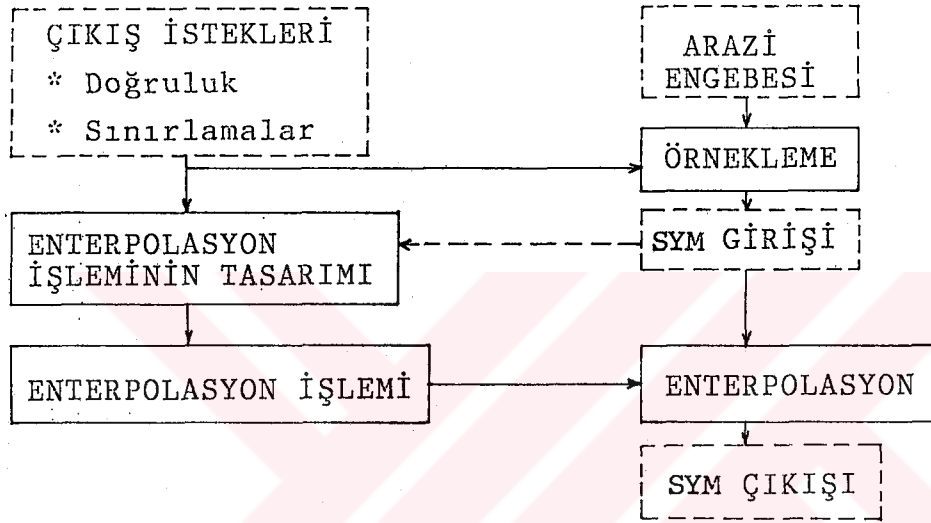 ÇIKIŞ İSTEKLERİ
* Doğruluk
* Sınırlamalar
ARAZİ
ENGEBESİ
ÖRNEKLEME
SYM GİRİŞİ
ENTERPOLASYON
İŞLEMİNİN TASARIMI
ENTERPOLASYON İŞLEMİ
ENTERPOLASYON
SYM ÇIKIŞI